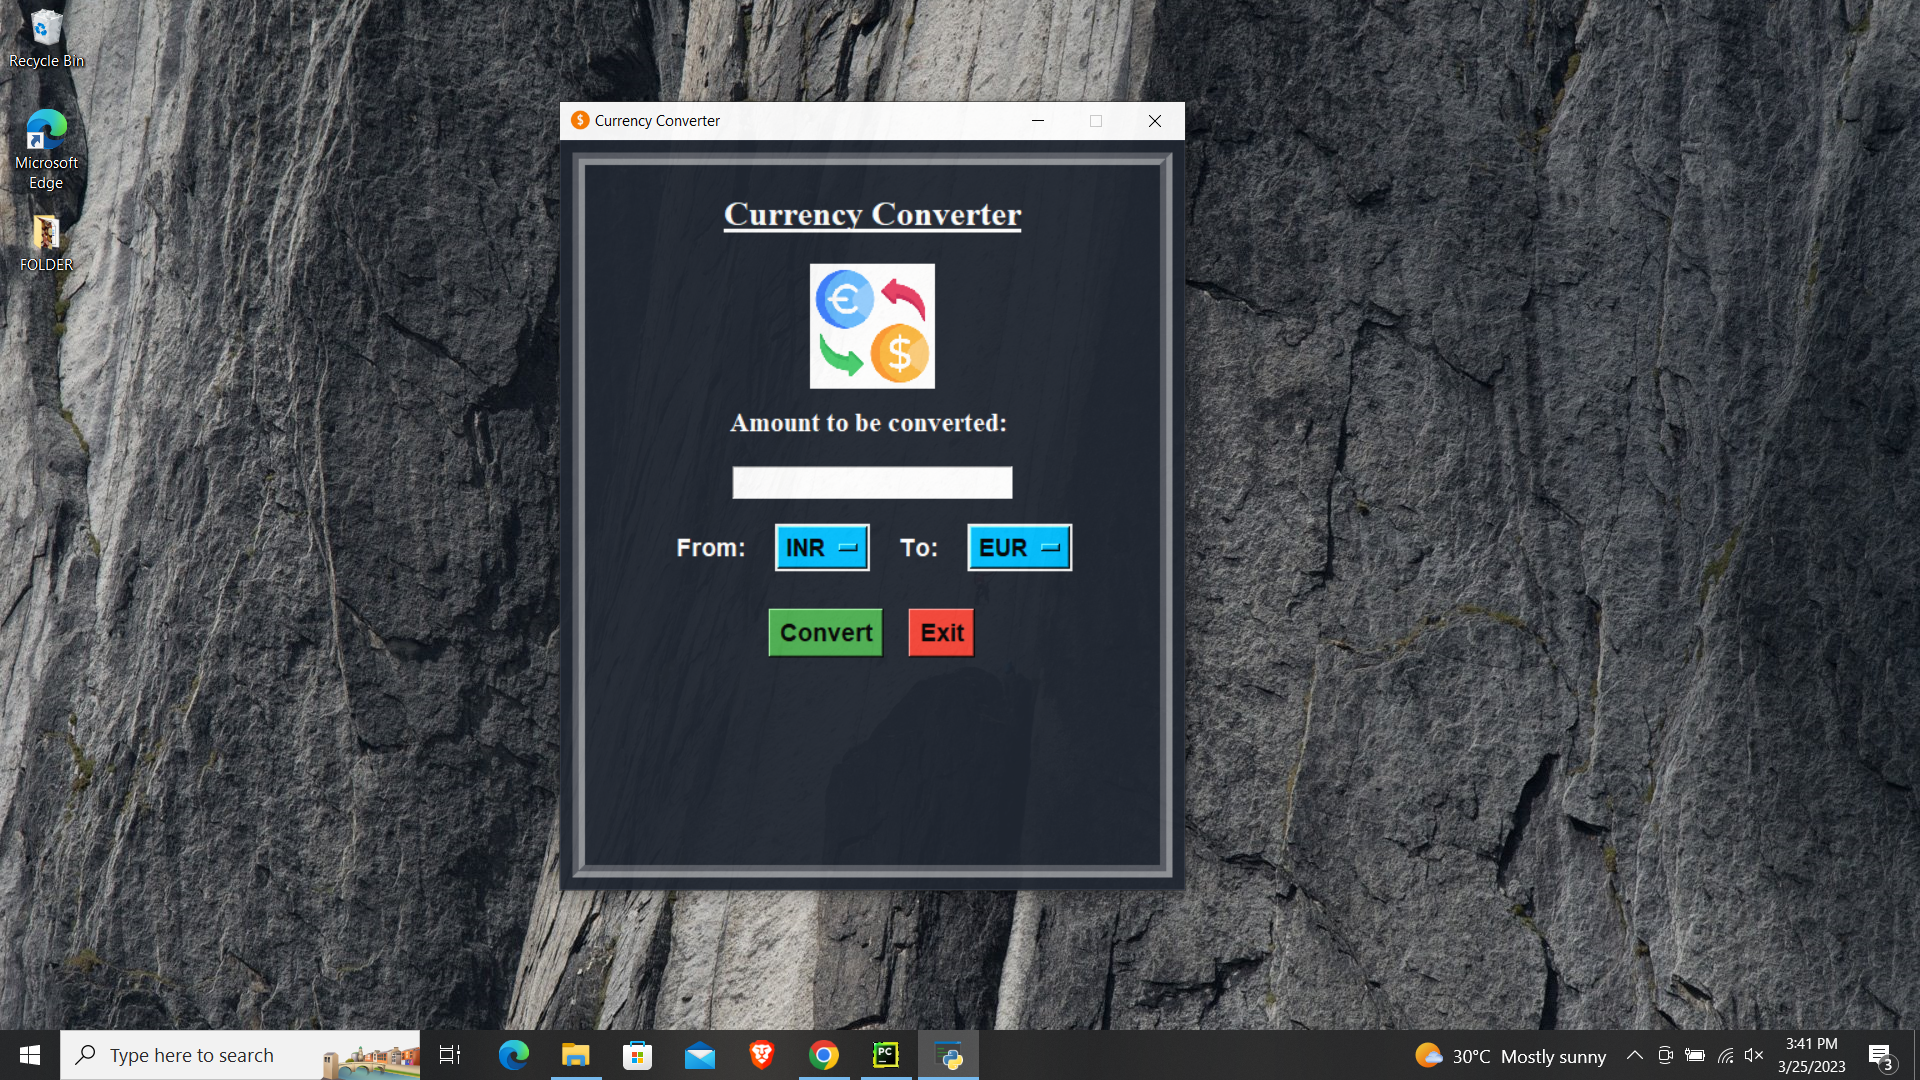 Recycle Bin
Microsoft
Edge
FOLDER
Currency Converter
Currency Converter
€
$
Amount to be converted:
From: INR To: EUR
Convert Exit
Type here to search
PC
30°C Mostly sunny
3:41 PM
3/25/2023
3